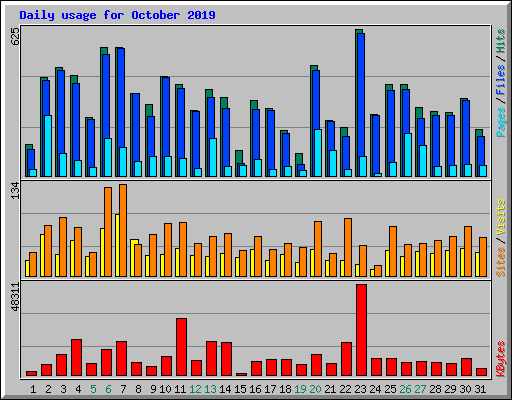 Daily usage for October 2019
625
Pages / Files / Hits
134
Sites / Visits
48311
KBytes
1 2 3 4 5 6 7 8 9 10 11 12 13 14 15 16 17 18 19 20 21 22 23 24 25 26 27 28 29 30 31